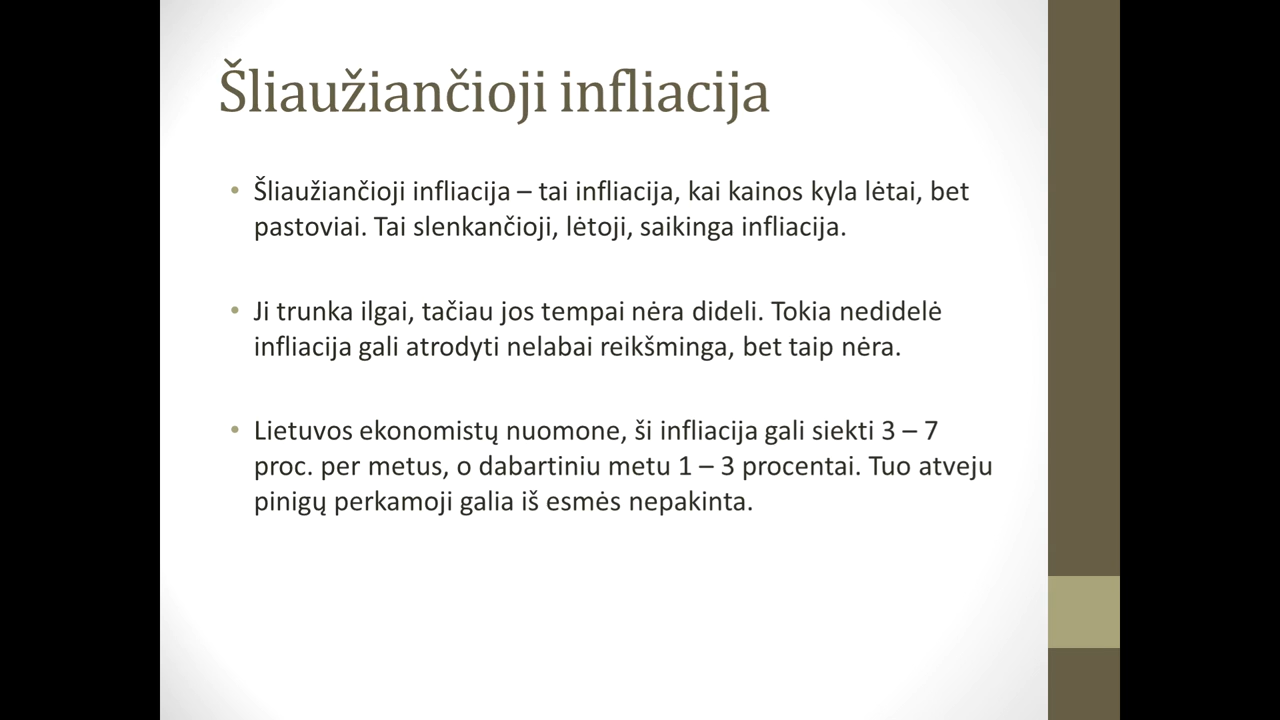 Šliaužiančioji infliacija
• Šliaužiančioji infliacija – tai infliacija, kai kainos kyla lėtai, bet
pastoviai. Tai slenkančioji, lėtoji, saikinga infliacija.
• Ji trunka ilgai, tačiau jos tempai nėra dideli. Tokia nedidelė
infliacija gali atrodyti nelabai reikšminga, bet taip nėra.
• Lietuvos ekonomistų nuomone, ši infliacija gali siekti 3 – 7
proc. per metus, o dabartiniu metu 1 – 3 procentai. Tuo atveju
pinigų perkamoji galia iš esmės nepakinta.